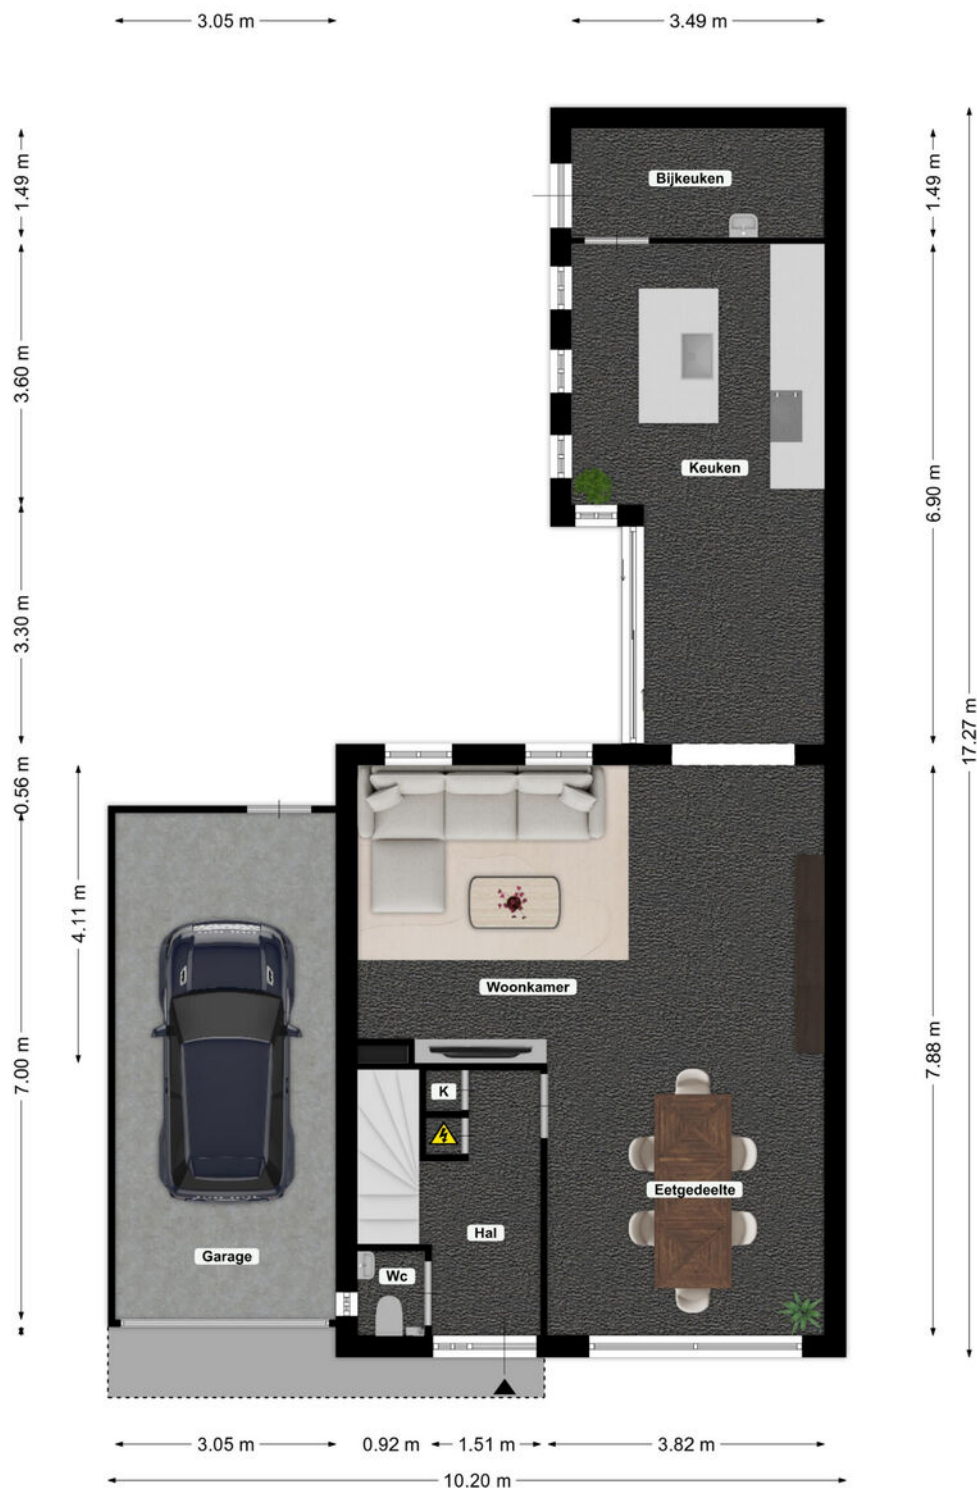 3.05 m
3.49 m
1.49 m
Bijkeuken
1.49 m
3.60 m
Keuken
6.90 m
3.30 m
17.27 m
0.56 m
4.11 m
Woonkamer
7.00 m
7.88 m
K
Eetgedeelte
Hal
Garage
Wc
3.05 m
0.92 m
1.51 m
3.82 m
10.20 m